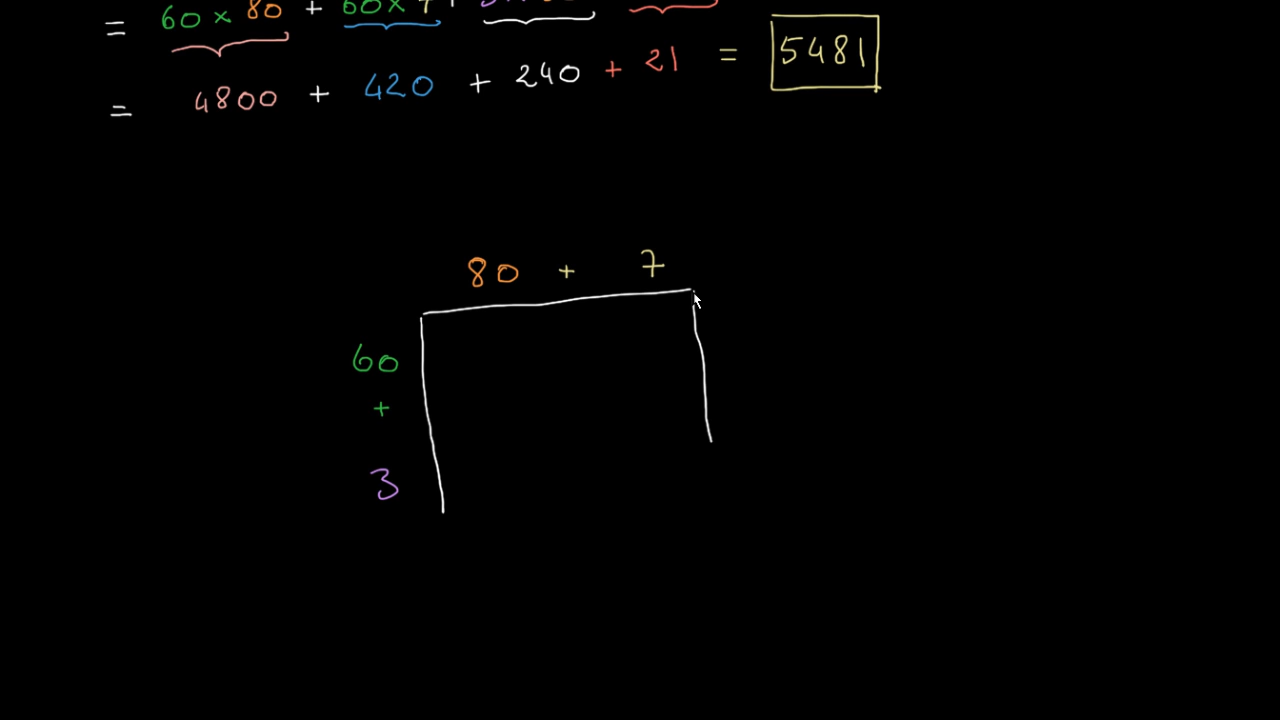 = 60 × 80 + 60 × 7
= 4800 + 420 + 240 + 21 = 5481
80 + 7
60
+
3